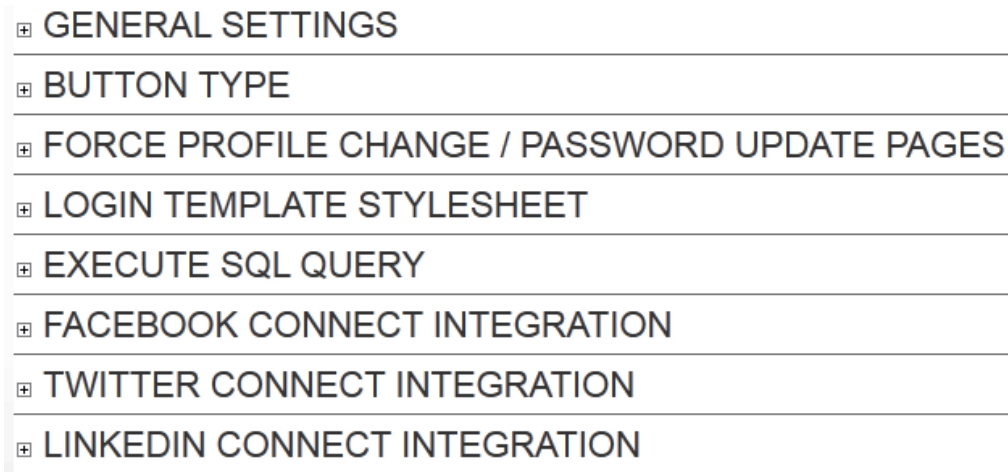 GENERAL SETTINGS
BUTTON TYPE
FORCE PROFILE CHANGE / PASSWORD UPDATE PAGES
LOGIN TEMPLATE STYLESHEET
EXECUTE SQL QUERY
FACEBOOK CONNECT INTEGRATION
TWITTER CONNECT INTEGRATION
LINKEDIN CONNECT INTEGRATION